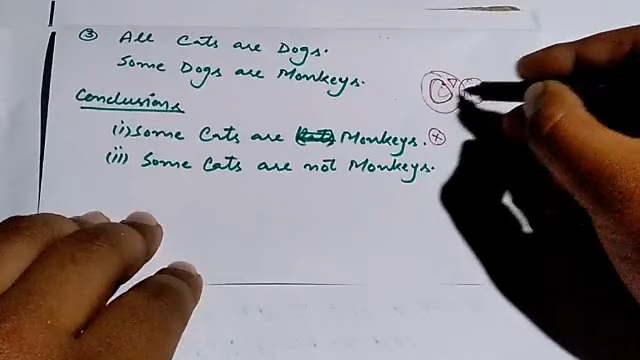 ③ All Cats are Dogs.
Some Dogs are Monkeys.
Conclusions
(i) Some Cats are Monkeys.
(ii) Some Cats are not Monkeys.